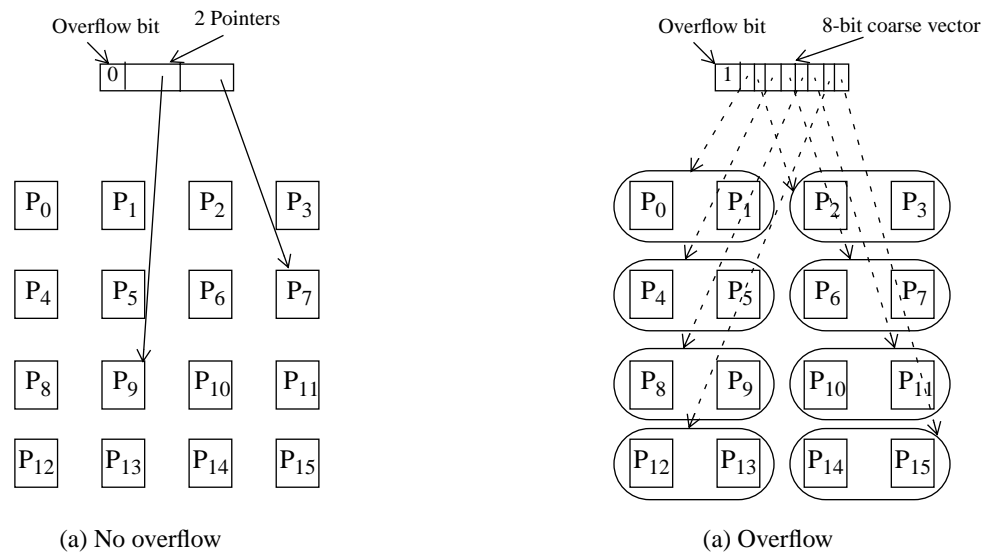 2 Pointers
Overflow bit
0
P0 P1 P2 P3
P4 P5 P6 P7
P8 P9 P10 P11
P12 P13 P14 P15
(a) No overflow
8-bit coarse vector
Overflow bit
1
P0 P1 P2 P3
P4 P5 P6 P7
P8 P9 P10 P11
P12 P13 P14 P15
(a) Overflow